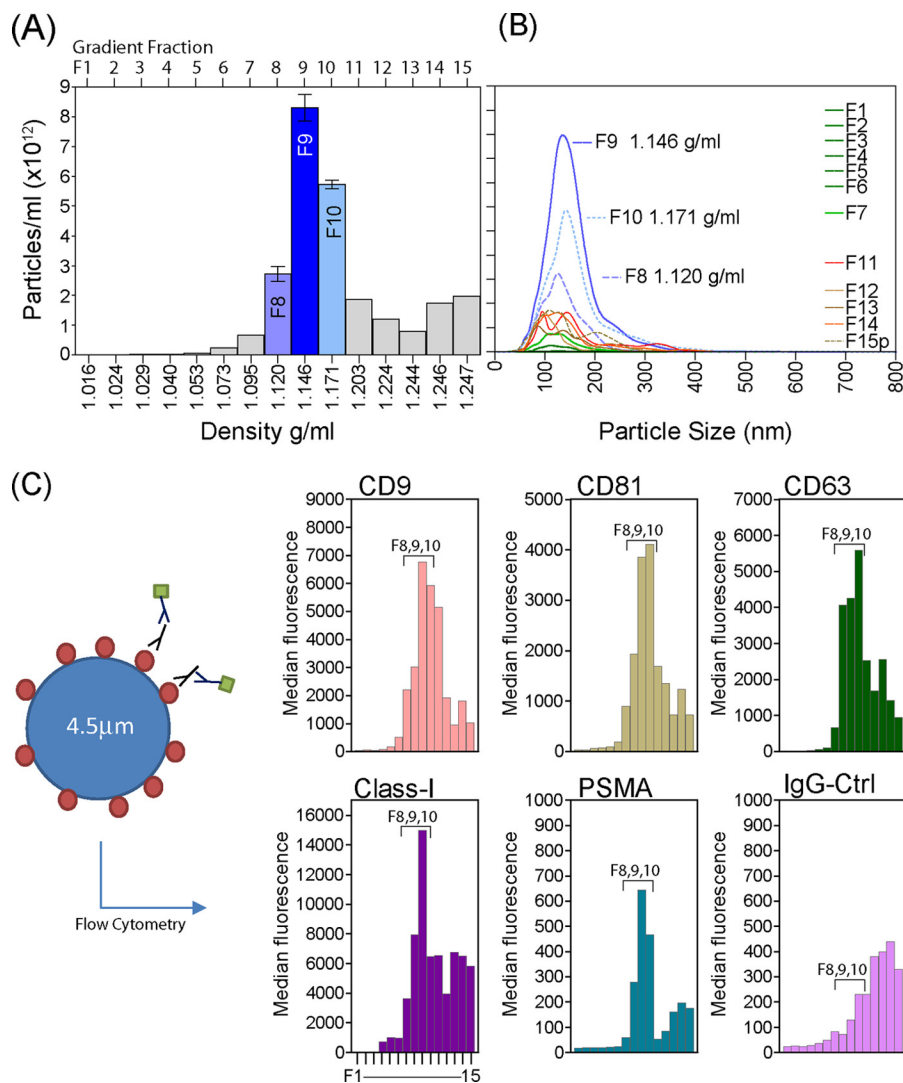 (A)
Gradient Fraction
F1 2 3 4 5 6 7 8 9 10 11 12 13 14 15
Particles/ml (x10¹²)
9
8
7
6
5
4
3
2
1
0
F8
F9
F10
1.016 1.024 1.029 1.040 1.053 1.073 1.095 1.120 1.146 1.171 1.203 1.224 1.244 1.246 1.247
Density g/ml
(B)
F9 1.146 g/ml
F10 1.171 g/ml
F8 1.120 g/ml
F1
F2
F3
F4
F5
F6
F7
F11
F12
F13
F14
F15p
0 100 200 300 400 500 600 700 800
Particle Size (nm)
(C)
4.5µm
Flow Cytometry
CD9
Median fluorescence
9000
8000
7000
6000
5000
4000
3000
2000
1000
0
F8,9,10
CD81
Median fluorescence
5000
4000
3000
2000
1000
0
F8,9,10
CD63
Median fluorescence
7000
6000
5000
4000
3000
2000
1000
0
F8,9,10
Class-I
Median fluorescence
16000
14000
12000
10000
8000
6000
4000
2000
0
F8,9,10
F1 15
PSMA
Median fluorescence
1000
900
800
700
600
500
400
300
200
100
0
F8,9,10
IgG-Ctrl
Median fluorescence
1000
900
800
700
600
500
400
300
200
100
0
F8,9,10